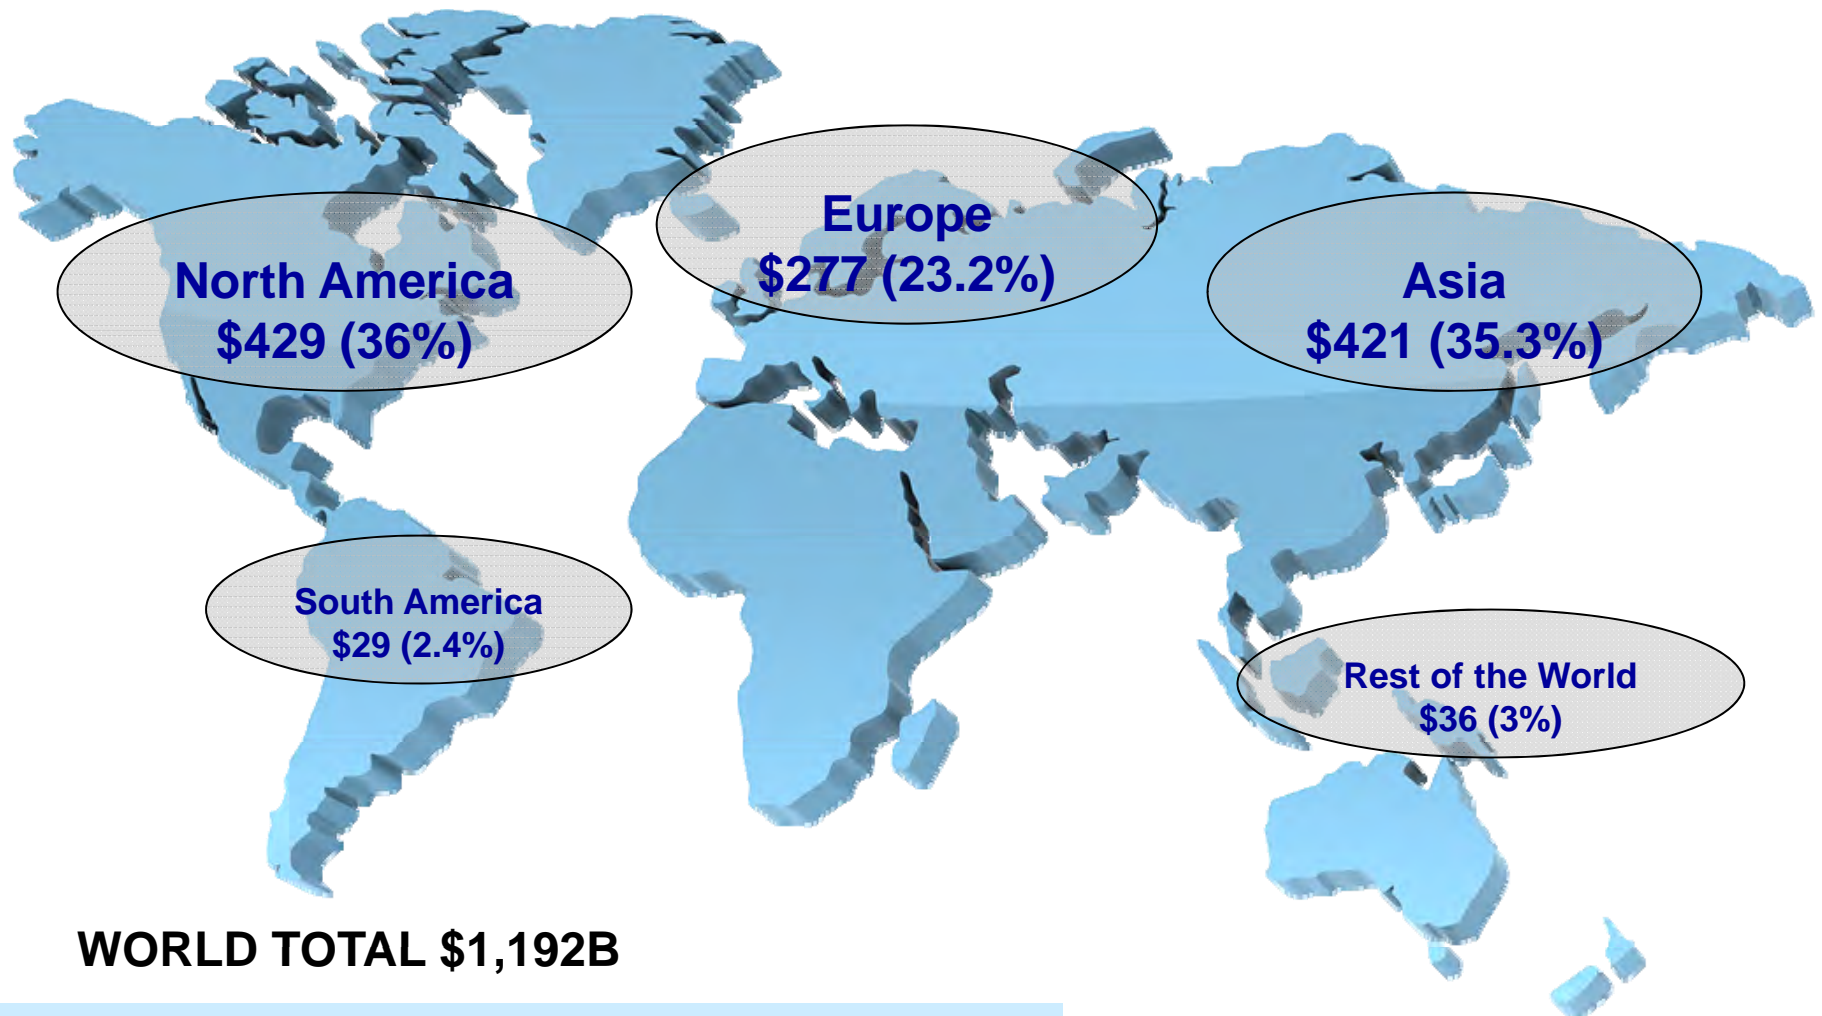 Europe
$277 (23.2%)
North America
$429 (36%)
Asia
$421 (35.3%)
South America
$29 (2.4%)
Rest of the World
$36 (3%)
WORLD TOTAL $1,192B